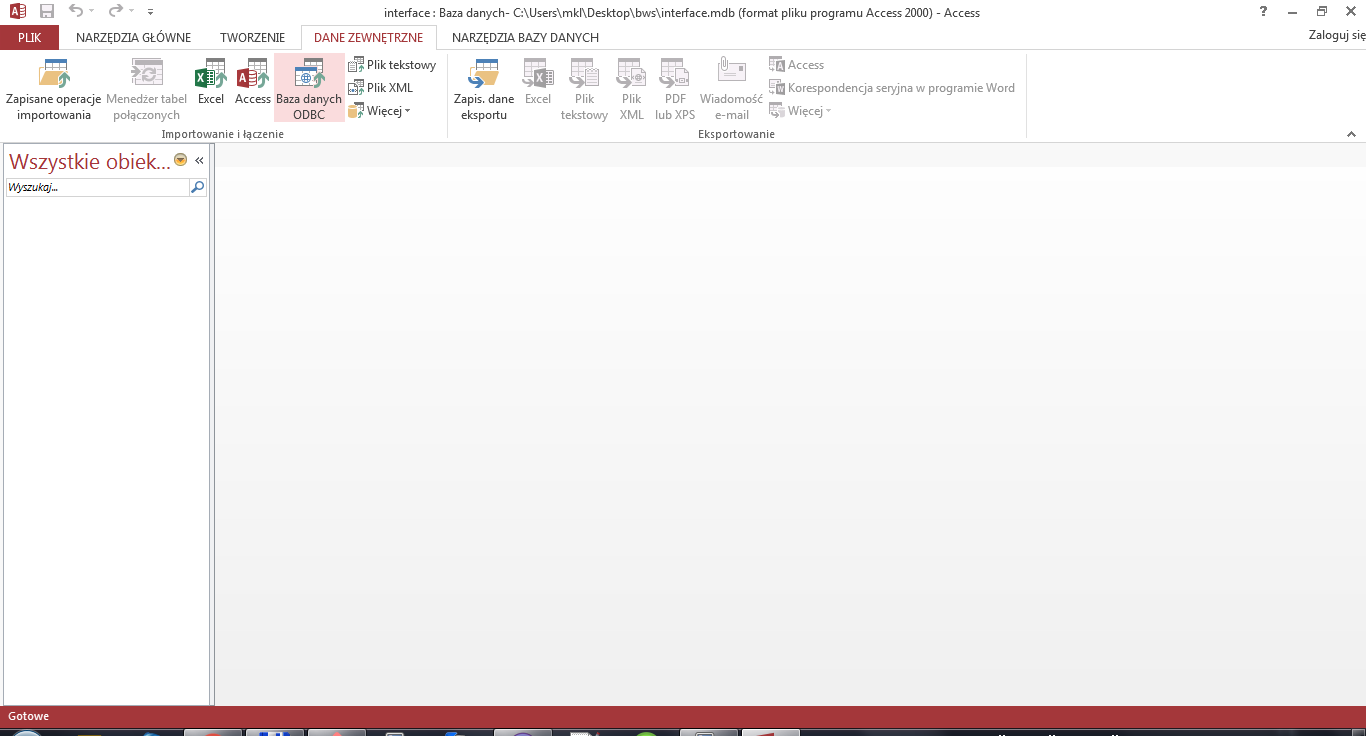 interface : Baza danych- C:\Users\mkl\Desktop\bws\interface.mdb (format pliku programu Access 2000) - Access
PLIK NARZĘDZIA GŁÓWNE TWORZENIE DANE ZEWNĘTRZNE NARZĘDZIA BAZY DANYCH Zaloguj się
Zapisane operacje importowania
Menedżer tabel połączonych
Excel
Access
Baza danych ODBC
Plik tekstowy
Plik XML
Więcej
Importowanie i łączenie
Zapis. dane eksportu
Excel
Plik tekstowy
Plik XML
PDF lub XPS
Wiadomość e-mail
Access
Korespondencja seryjna w programie Word
Więcej
Eksportowanie
Wszystkie obiek...
Wyszukaj...
Gotowe